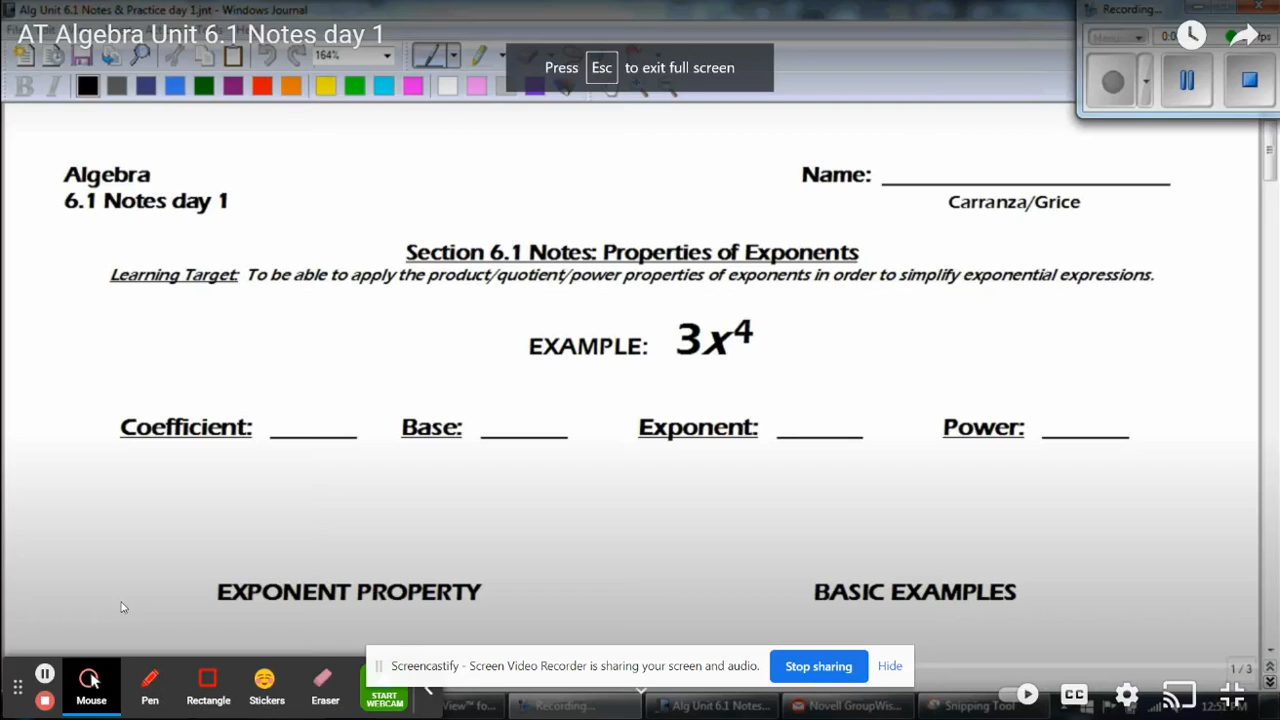 Alg Unit 6.1 Notes & Practice day 1.jnt - Windows Journal
Recording...
AT Algebra Unit 6.1 Notes day 1
164%
Press Esc to exit full screen
B I
Algebra
Name:
6.1 Notes day 1
Carranza/Grice
Section 6.1 Notes: Properties of Exponents
Learning Target: To be able to apply the product/quotient/power properties of exponents in order to simplify exponential expressions.
EXAMPLE: 3x⁴
Coefficient: Base: Exponent: Power:
EXPONENT PROPERTY BASIC EXAMPLES
Screencastify - Screen Video Recorder is sharing your screen and audio.
Stop sharing
Hide
1 / 3
Mouse
Pen
Rectangle
Stickers
Eraser
START WEBCAM
Recording...
Alg Unit 6.1 Notes...
Novell GroupWis...
CC
Snipping Tool
12:51 PM